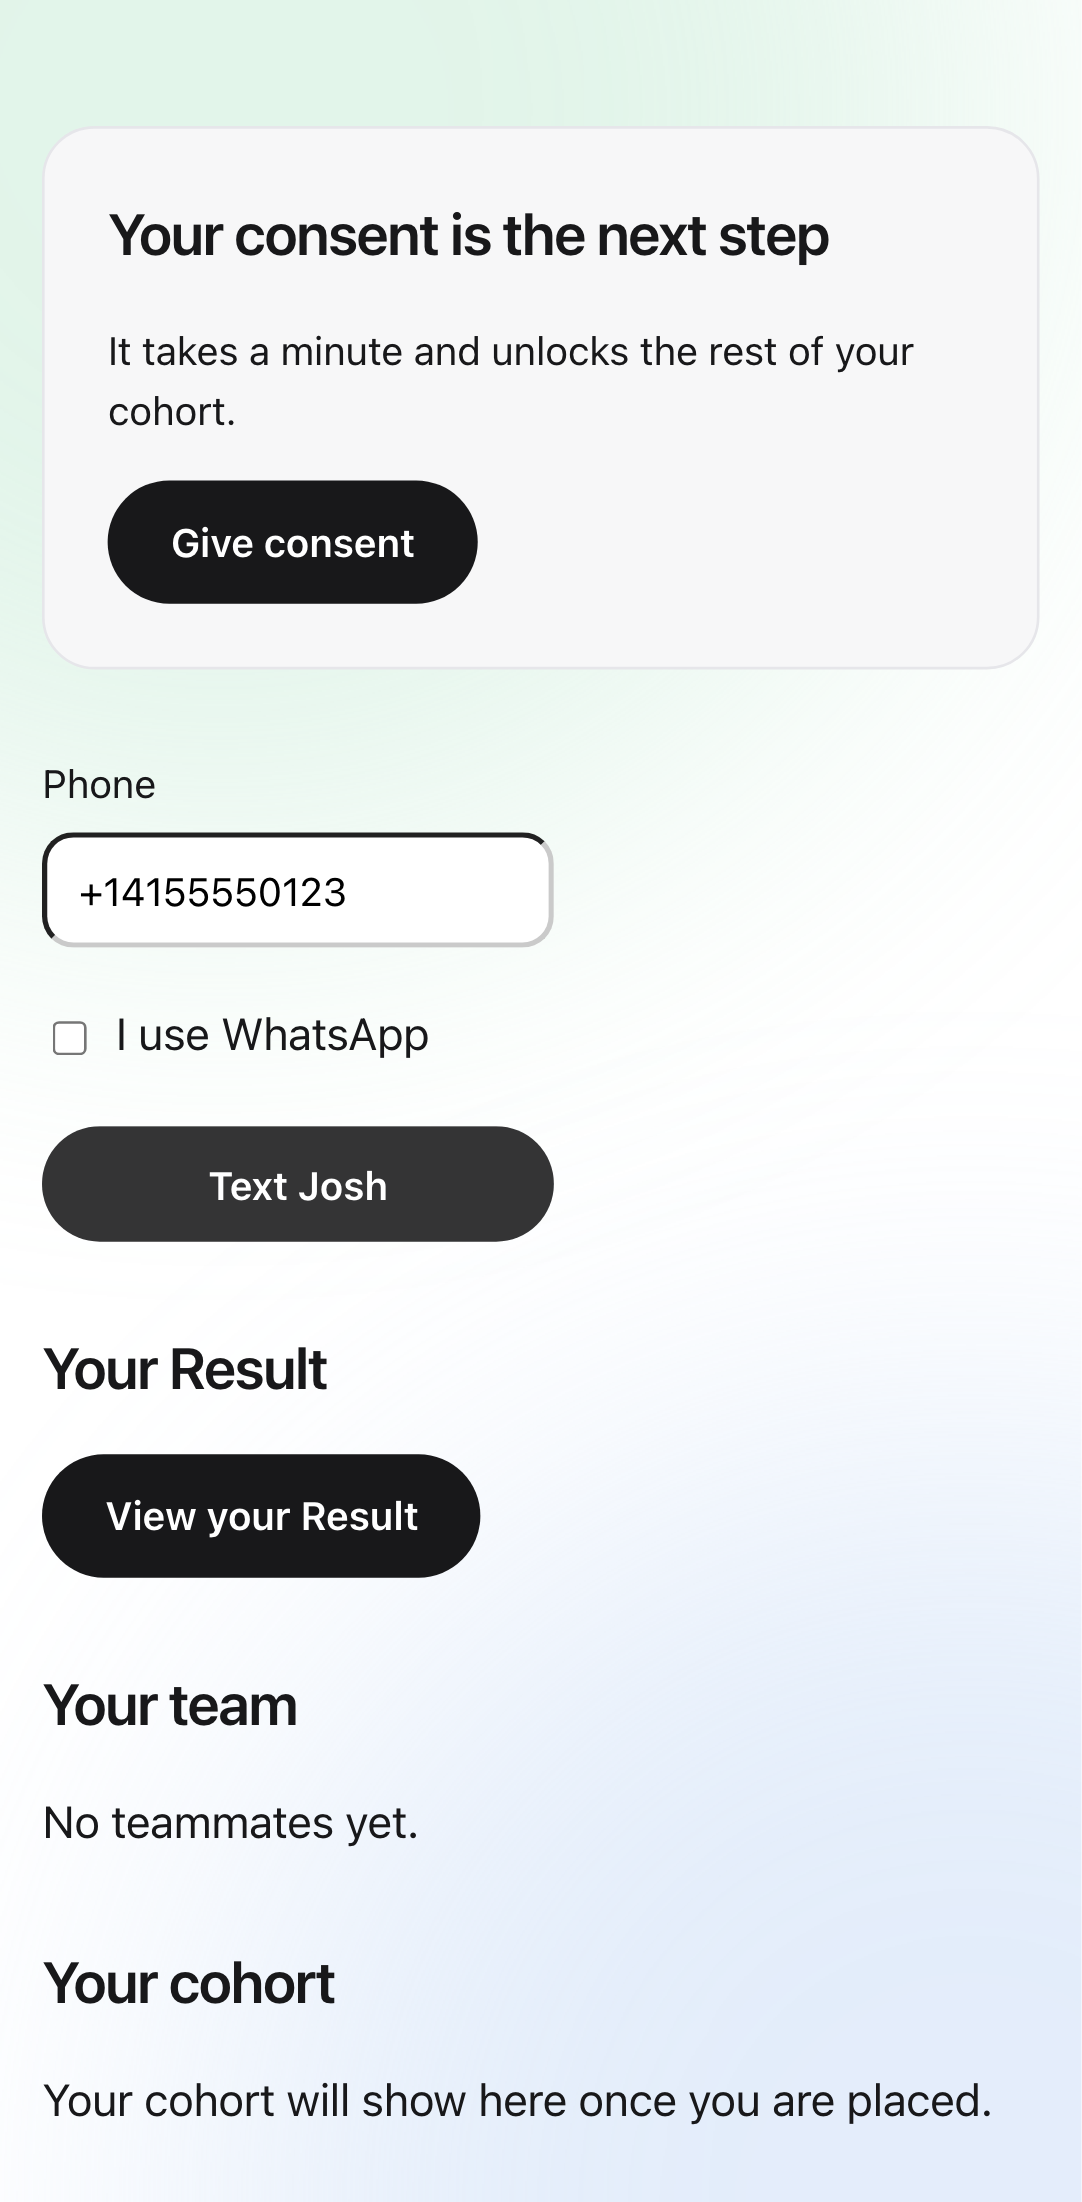 Your consent is the next step
It takes a minute and unlocks the rest of your
cohort.
Give consent
Phone
+14155550123
I use WhatsApp
Text Josh
Your Result
View your Result
Your team
No teammates yet.
Your cohort
Your cohort will show here once you are placed.